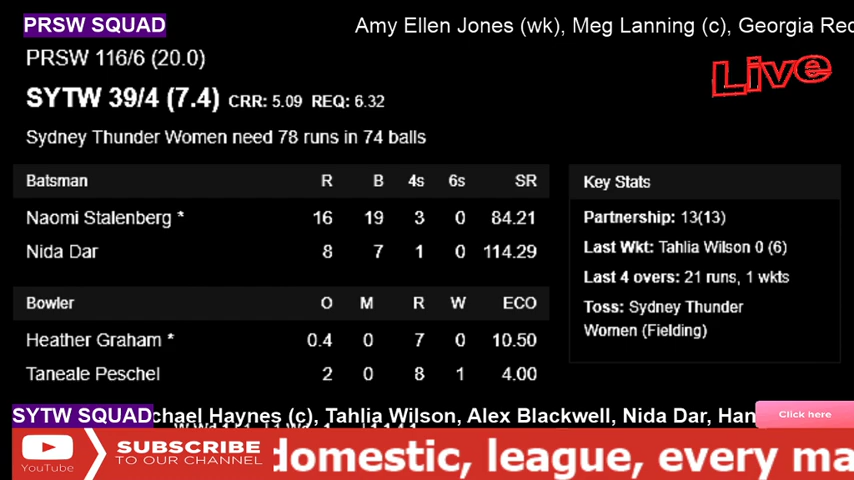 PRSW SQUAD
Amy Ellen Jones (wk), Meg Lanning (c), Georgia Red
PRSW 116/6 (20.0)
Live
SYTW 39/4 (7.4) CRR: 5.09 REQ: 6.32
Sydney Thunder Women need 78 runs in 74 balls
Batsman R B 4s 6s SR
Naomi Stalenberg * 16 19 3 0 84.21
Nida Dar 8 7 1 0 114.29
Bowler O M R W ECO
Heather Graham * 0.4 0 7 0 10.50
Taneale Peschel 2 0 8 1 4.00
Key Stats
Partnership: 13(13)
Last Wkt: Tahlia Wilson 0 (6)
Last 4 overs: 21 runs, 1 wkts
Toss: Sydney Thunder
Women (Fielding)
SYTW SQUAD chael Haynes (c), Tahlia Wilson, Alex Blackwell, Nida Dar, Han
Click here
YouTube
SUBSCRIBE
TO OUR CHANNEL
domestic, league, every ma